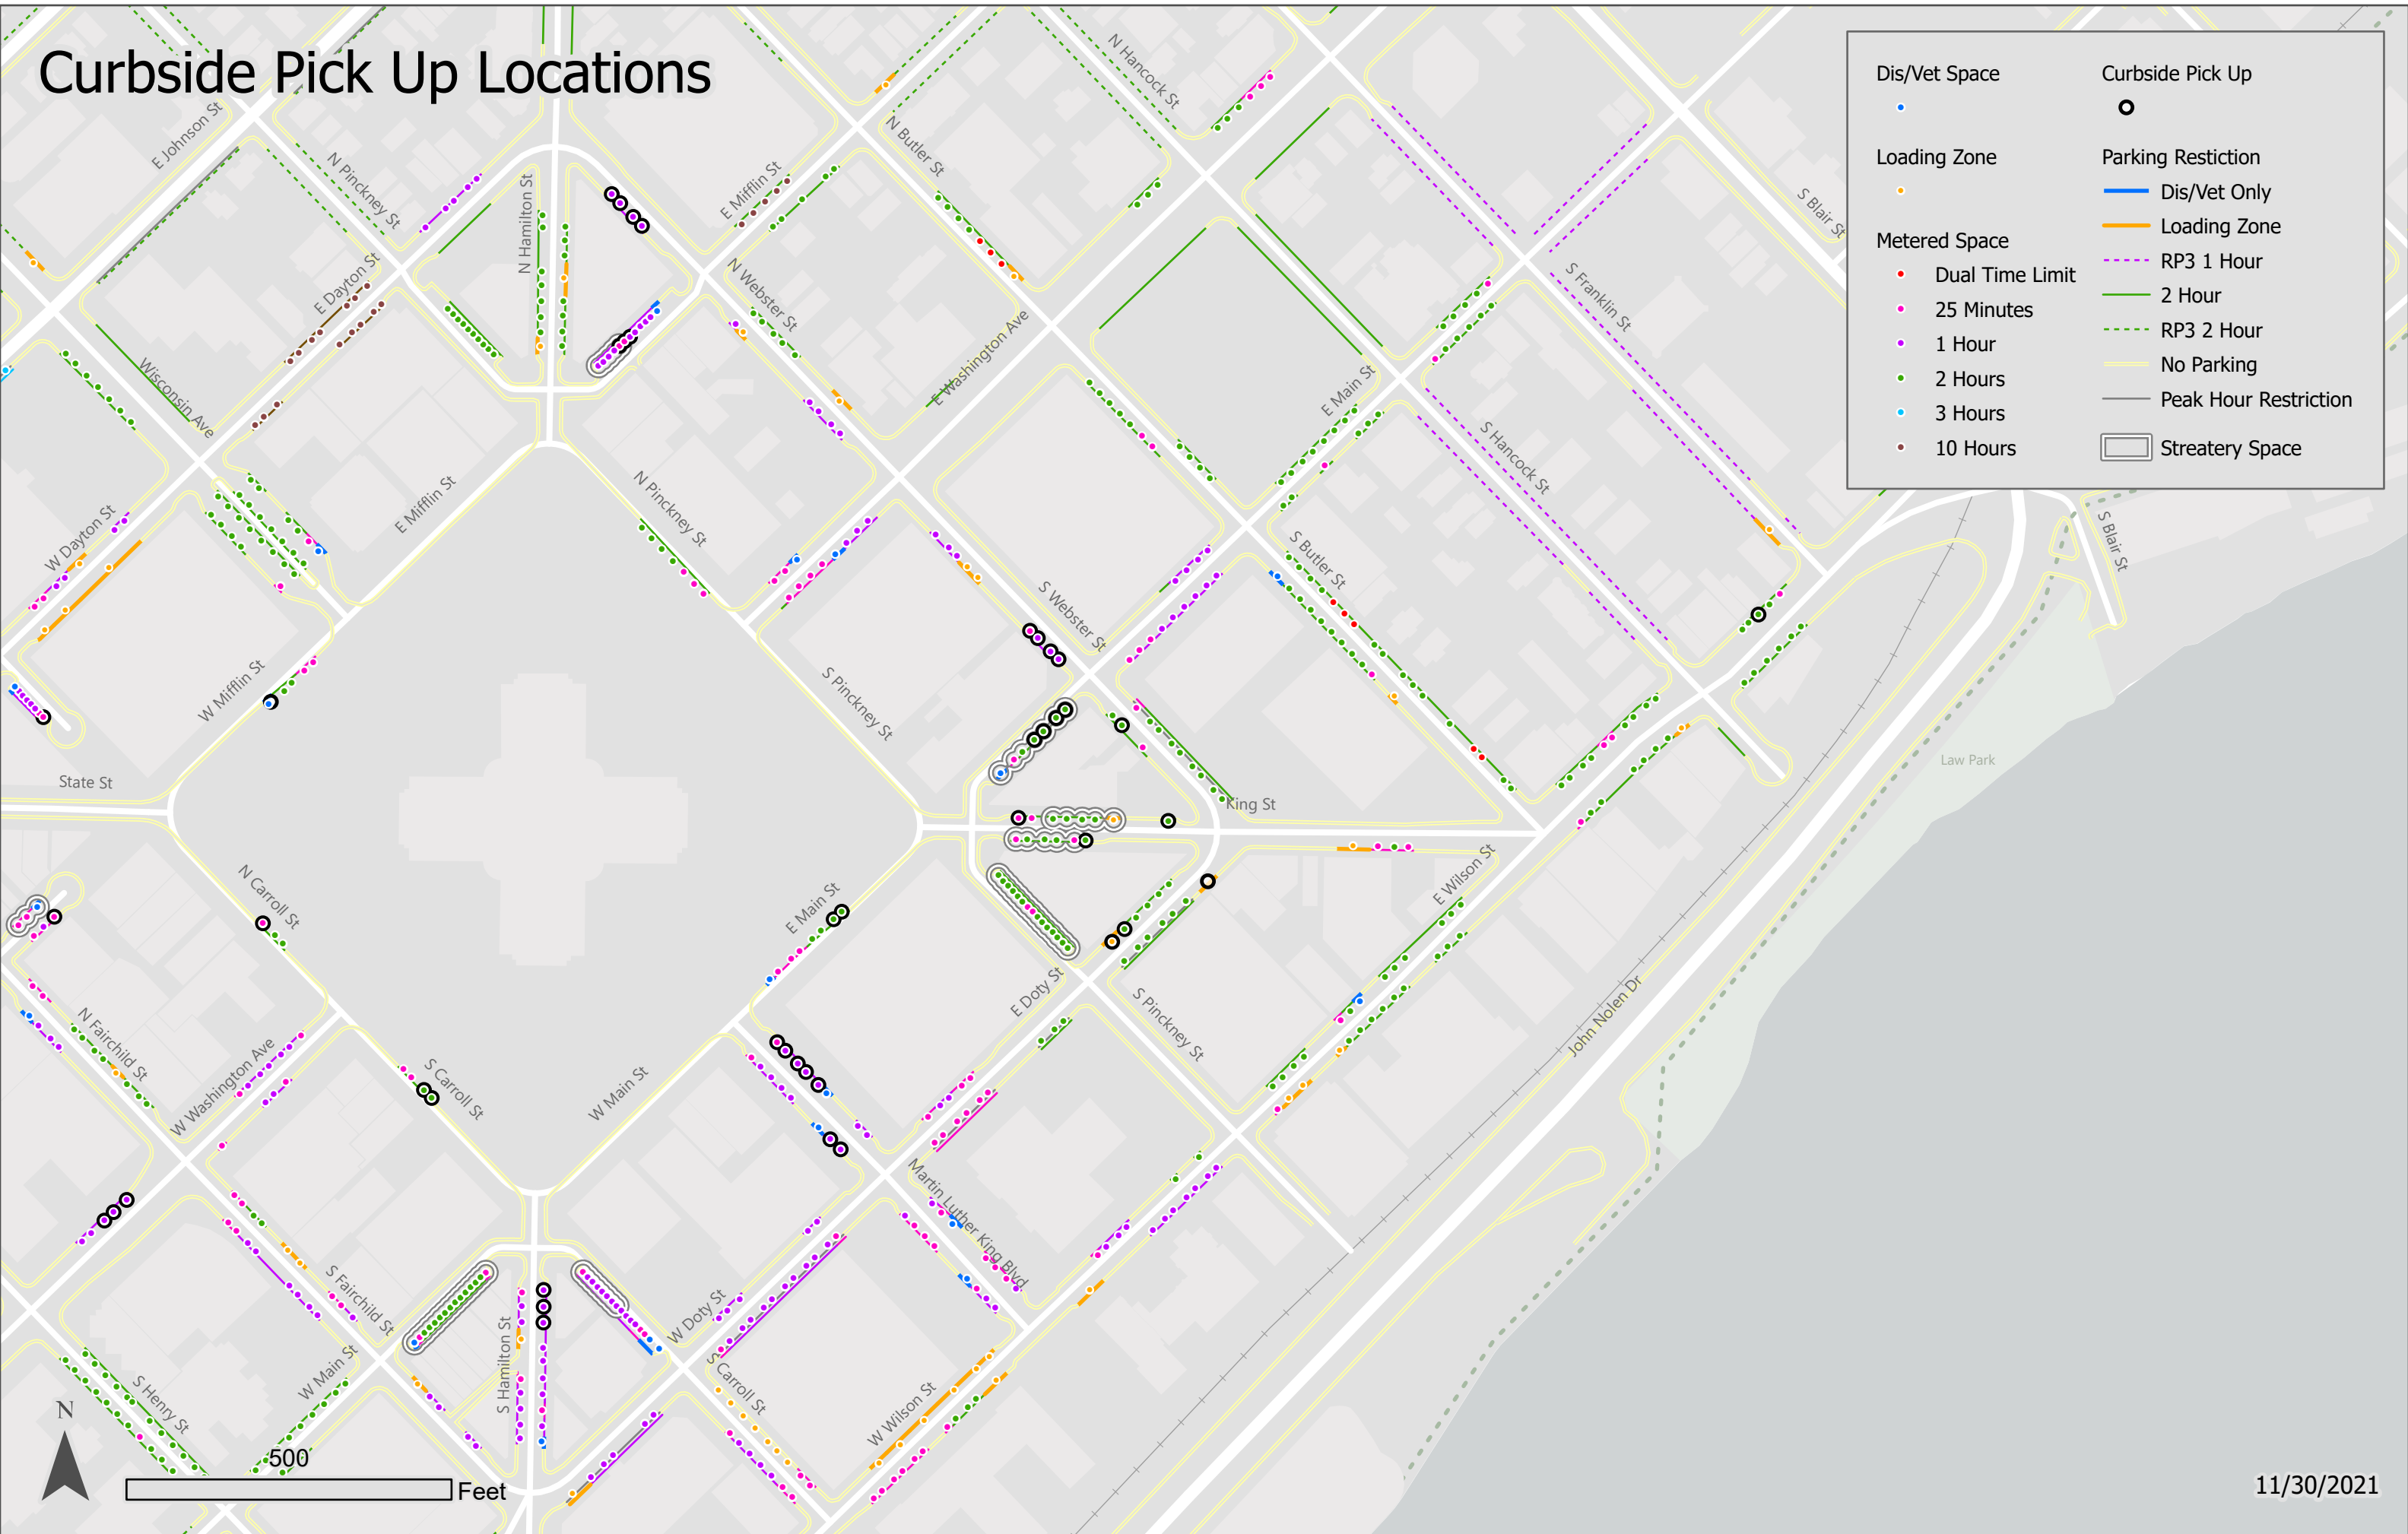 Curbside Pick Up Locations
Dis/Vet Space
Loading Zone
Metered Space
Dual Time Limit
25 Minutes
1 Hour
2 Hours
3 Hours
10 Hours
Curbside Pick Up
Parking Restiction
Dis/Vet Only
Loading Zone
RP3 1 Hour
2 Hour
RP3 2 Hour
No Parking
Peak Hour Restriction
Streatery Space
E Johnson St
N Pinckney St
N Hamilton St
E Mifflin St
N Butler St
N Hancock St
S Blair St
E Dayton St
N Webster St
E Washington Ave
S Franklin St
Wisconsin Ave
E Main St
S Hancock St
W Dayton St
E Mifflin St
N Pinckney St
S Butler St
S Blair St
W Mifflin St
S Pinckney St
S Webster St
State St
King St
Law Park
N Carroll St
E Main St
E Wilson St
N Fairchild St
W Washington Ave
S Carroll St
W Main St
E Doty St
S Pinckney St
John Nolen Dr
Martin Luther King Blvd
S Fairchild St
S Hamilton St
W Doty St
S Carroll St
W Main St
S Henry St
W Wilson St
N
500
Feet
11/30/2021